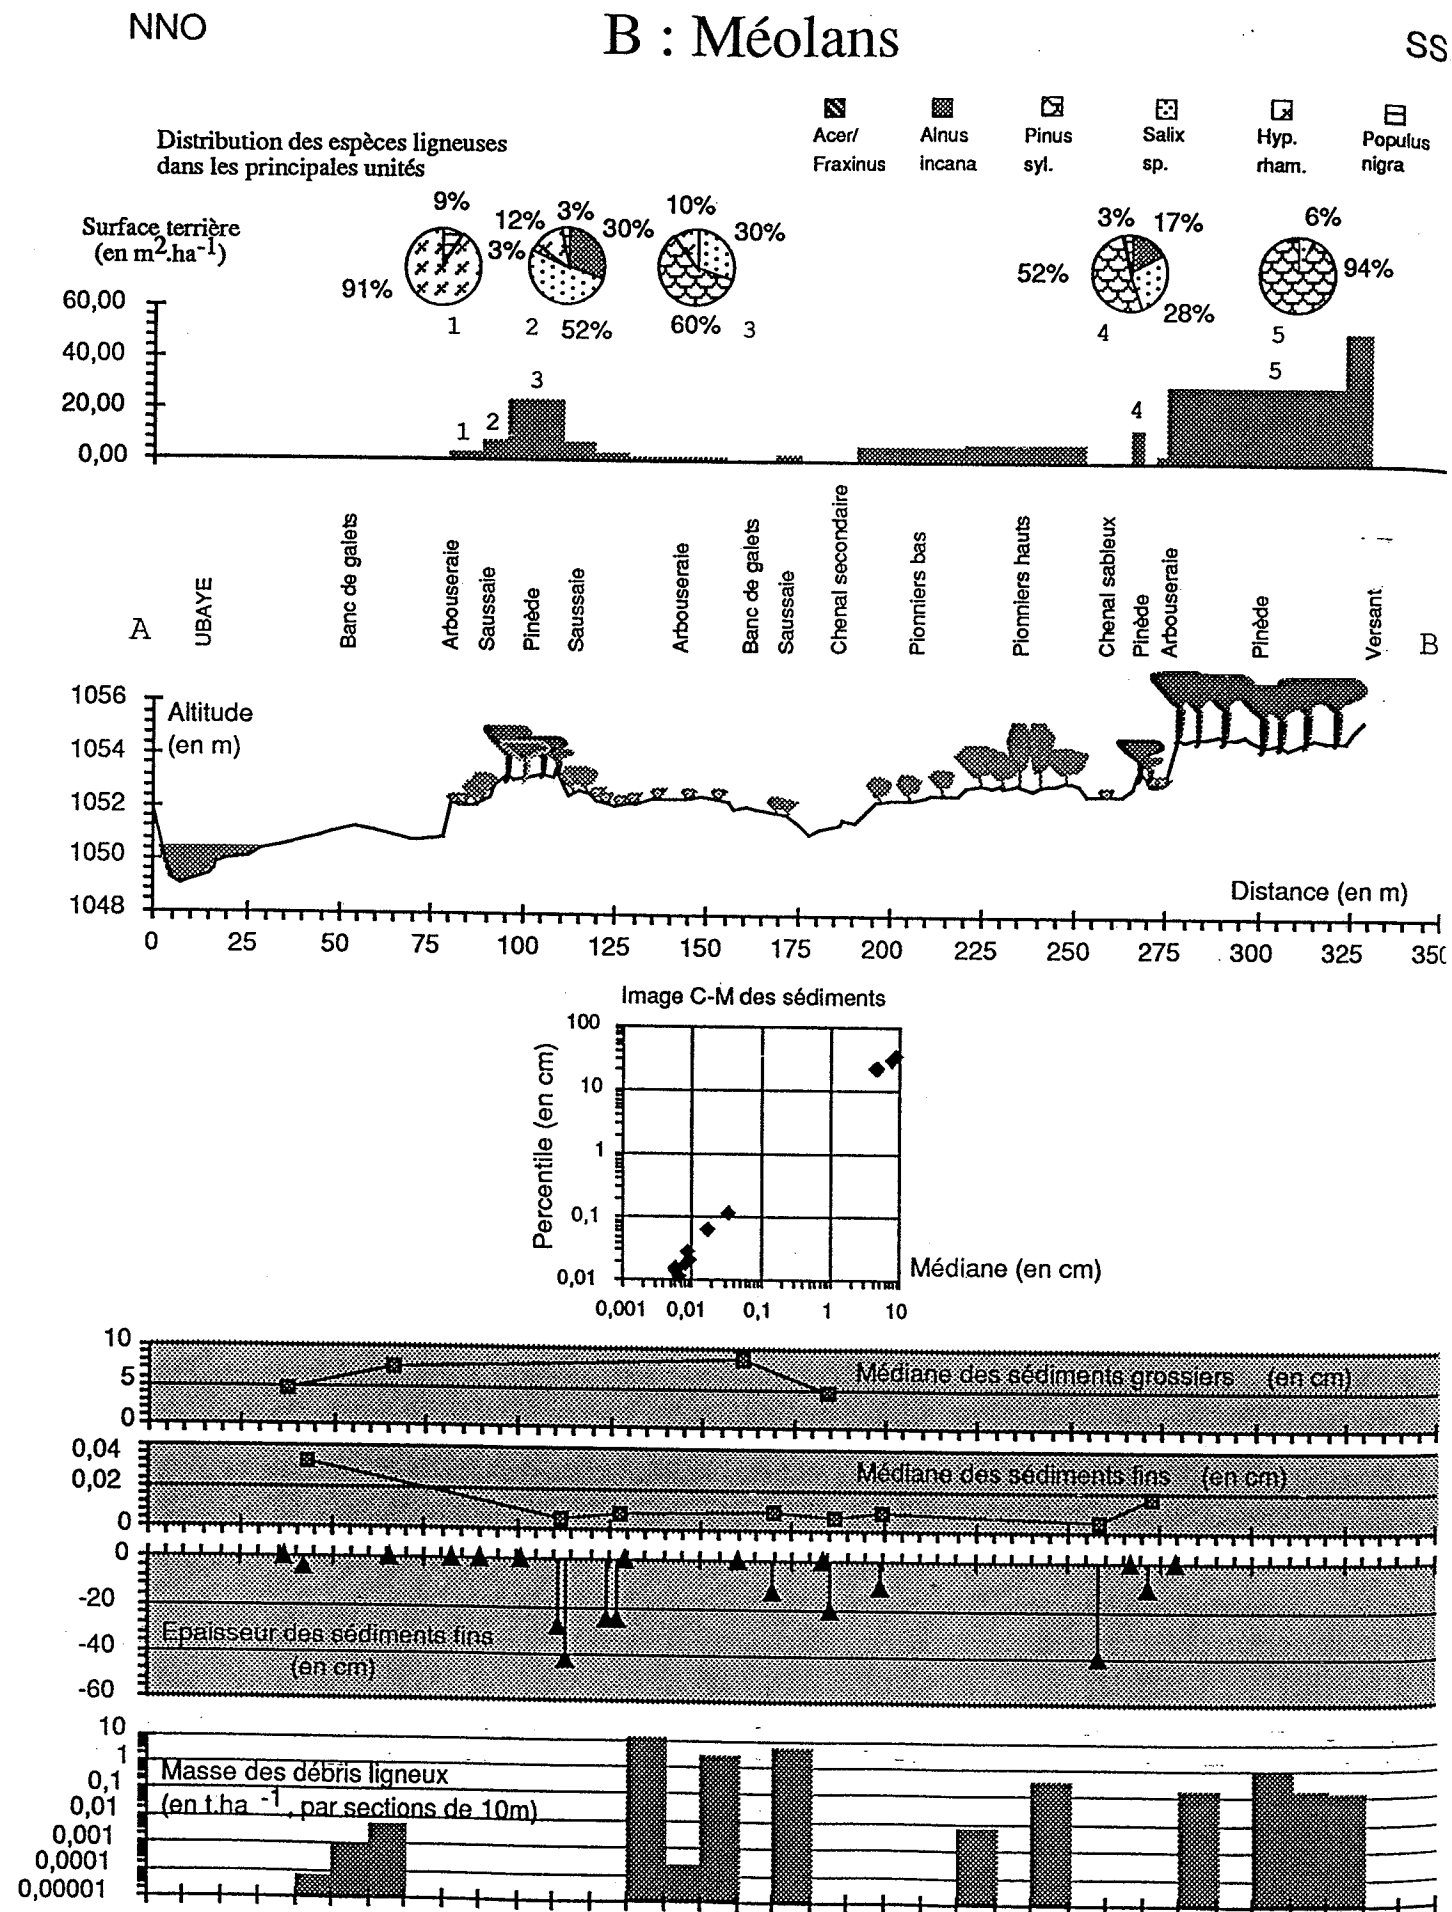 NNO
B : Méolans
SS
Acer/
Fraxinus
Alnus
incana
Pinus
syl.
Salix
sp.
Hyp.
rham.
Populus
nigra
Distribution des espèces ligneuses
dans les principales unités
Surface terrière
(en m2.ha-1)
9%
91%
1
12%
3%
3%
30%
2
52%
10%
30%
60%
3
3%
17%
52%
28%
4
6%
94%
5
60,00
40,00
20,00
0,00
1
2
3
4
5
A
UBAYE
Banc de galets
Arbouseraie
Saussaie
Pinède
Saussaie
Arbouseraie
Banc de galets
Saussaie
Chenal secondaire
Pionniers bas
Pionniers hauts
Chenal sableux
Pinède
Arbouseraie
Pinède
Versant
B
1056
1054
1052
1050
1048
Altitude
(en m)
Distance (en m)
0 25 50 75 100 125 150 175 200 225 250 275 300 325 350
Image C-M des sédiments
Percentile (en cm)
100
10
1
0,1
0,01
Médiane (en cm)
0,001 0,01 0,1 1 10
10
5
0
Médiane des sédiments grossiers (en cm)
0,04
0,02
0
Médiane des sédiments fins (en cm)
0
-20
-40
-60
Epaisseur des sédiments fins
(en cm)
10
1
0,1
0,01
0,001
0,0001
0,00001
Masse des débris ligneux
(en t.ha -1, par sections de 10m)